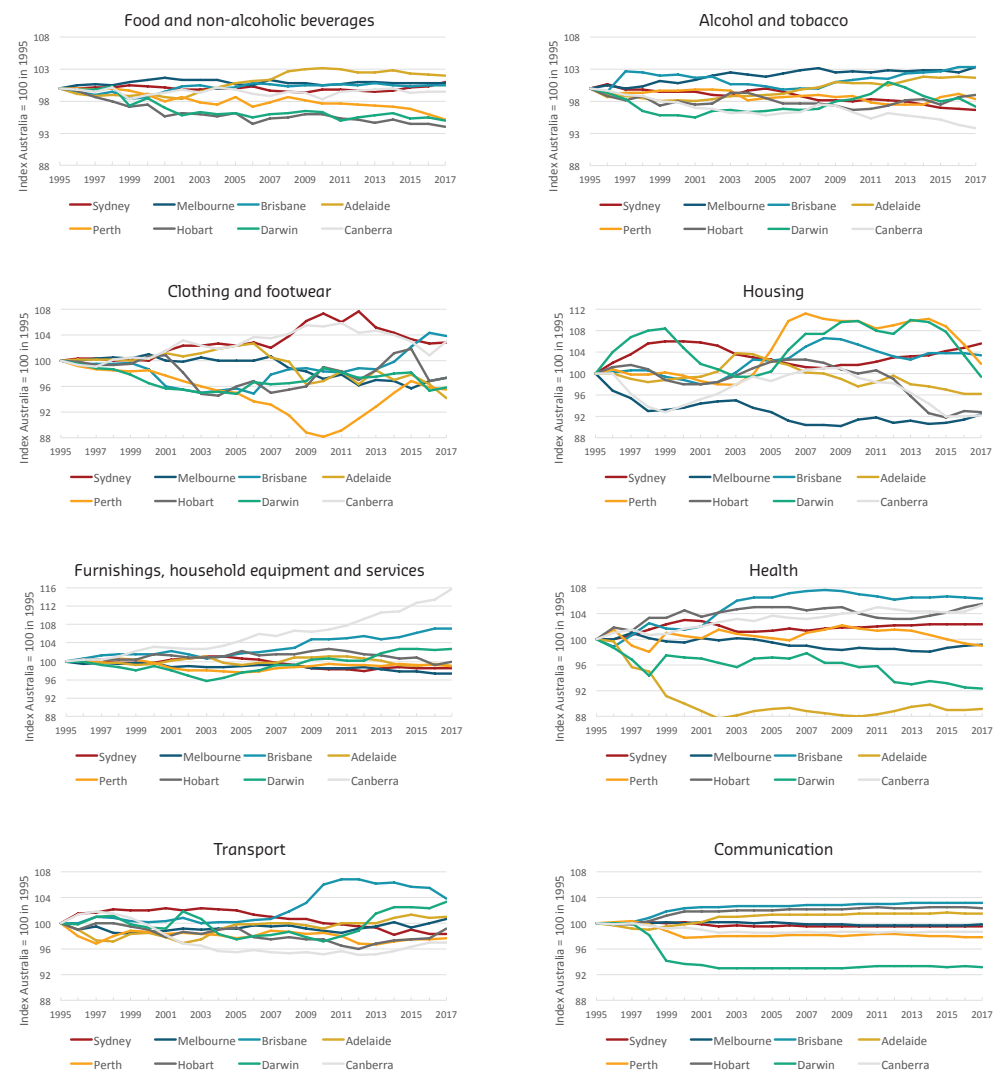 Food and non-alcoholic beverages
Index Australia = 100 in 1995
108
103
98
93
88
1995 1997 1999 2001 2003 2005 2007 2009 2011 2013 2015 2017
Sydney Melbourne Brisbane Adelaide
Perth Hobart Darwin Canberra
Alcohol and tobacco
Index Australia = 100 in 1995
108
103
98
93
88
1995 1997 1999 2001 2003 2005 2007 2009 2011 2013 2015 2017
Sydney Melbourne Brisbane Adelaide
Perth Hobart Darwin Canberra
Clothing and footwear
Index Australia = 100 in 1995
108
104
100
96
92
88
1995 1997 1999 2001 2003 2005 2007 2009 2011 2013 2015 2017
Sydney Melbourne Brisbane Adelaide
Perth Hobart Darwin Canberra
Housing
Index Australia = 100 in 1995
112
108
104
100
96
92
88
1995 1997 1999 2001 2003 2005 2007 2009 2011 2013 2015 2017
Sydney Melbourne Brisbane Adelaide
Perth Hobart Darwin Canberra
Furnishings, household equipment and services
Index Australia = 100 in 1995
116
112
108
104
100
96
92
88
1995 1997 1999 2001 2003 2005 2007 2009 2011 2013 2015 2017
Sydney Melbourne Brisbane Adelaide
Perth Hobart Darwin Canberra
Health
Index Australia = 100 in 1995
108
104
100
96
92
88
1995 1997 1999 2001 2003 2005 2007 2009 2011 2013 2015 2017
Sydney Melbourne Brisbane Adelaide
Perth Hobart Darwin Canberra
Transport
Index Australia = 100 in 1995
108
104
100
96
92
88
1995 1997 1999 2001 2003 2005 2007 2009 2011 2013 2015 2017
Sydney Melbourne Brisbane Adelaide
Perth Hobart Darwin Canberra
Communication
Index Australia = 100 in 1995
108
104
100
96
92
88
1995 1997 1999 2001 2003 2005 2007 2009 2011 2013 2015 2017
Sydney Melbourne Brisbane Adelaide
Perth Hobart Darwin Canberra